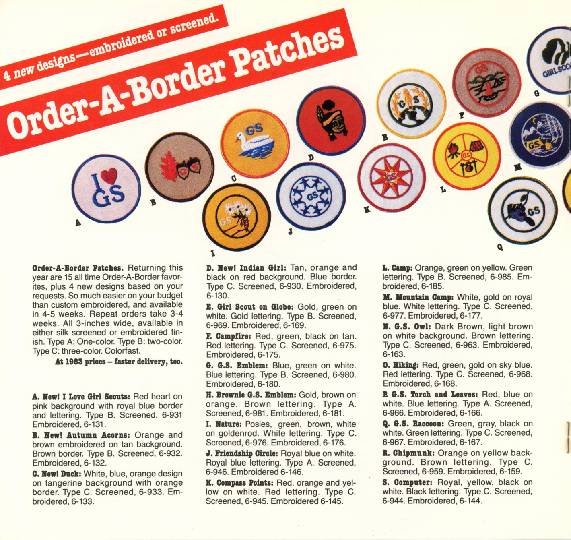 4 new designs—embroidered or screened.
Order-A-Border Patches
I ♥
GS
A
B
GS
C
D
GS
E
F
GIRL SCOUTS
G
GS
I
J
K
L
M
GS
Q
Order-A-Border Patches. Returning this
year are 15 all time Order-A-Border favor-
ites, plus 4 new designs based on your
requests. So much easier on your budget
than custom embroidered, and available
in 4-5 weeks. Repeat orders take 3-4
weeks. All 3-inches wide, available in
either silk screened or embroidered fin-
ish. Type A: One-color. Type B: two-color.
Type C: three-color. Colorfast.
At 1983 prices – faster delivery, too.
A. New! I Love Girl Scouts: Red heart on
pink background with royal blue border
and lettering. Type B. Screened, 6-931
Embroidered, 6-131.
B. New! Autumn Acorns: Orange and
brown embroidered on tan background.
Brown border. Type B. Screened, 6-932.
Embroidered, 6-132.
C. New! Duck: White, blue, orange design
on tangerine background with orange
border. Type C. Screened, 6-933. Em-
broidered, 6-133.
D. New! Indian Girl: Tan, orange and
black on red background. Blue border.
Type C. Screened, 6-930. Embroidered,
6-130.
E. Girl Scout on Globe: Gold, green on
white. Gold lettering. Type B. Screened,
6-969. Embroidered, 6-169.
F. Campfire: Red, green, black on tan.
Red lettering. Type C. Screened, 6-975.
Embroidered, 6-175.
G. G.S. Emblem: Blue, green on white.
Blue lettering. Type B. Screened, 6-980.
Embroidered, 6-180.
H. Brownie G.S. Emblem: Gold, brown on
orange. Brown lettering. Type A.
Screened, 6-981. Embroidered, 6-181.
I. Nature: Posies, green, brown, white
on goldenrod. White lettering. Type C.
Screened, 6-976. Embroidered, 6-176.
J. Friendship Circle: Royal blue on white.
Royal blue lettering. Type A. Screened,
6-946. Embroidered 6-146.
K. Compass Points: Red, orange and yel-
low on white. Red lettering. Type C.
Screened, 6-945. Embroidered 6-145.
L. Camp: Orange, green on yellow. Green
lettering. Type B. Screened, 6-985. Em-
broidered, 6-185.
M. Mountain Camp: White, gold on royal
blue. White lettering. Type C. Screened,
6-977. Embroidered, 6-177.
N. G.S. Owl: Dark Brown, light brown
on white background. Brown lettering.
Type C. Screened, 6-963. Embroidered,
6-163.
O. Hiking: Red, green, gold on sky blue.
Red lettering. Type C. Screened, 6-968.
Embroidered, 6-168.
P. G.S. Torch and Leaves: Red, blue on
white. Blue lettering. Type A. Screened,
6-966. Embroidered, 6-166.
Q. G.S. Raccoon: Green, gray, black on
white. Green lettering. Type C. Screened,
6-967. Embroidered, 6-167.
R. Chipmunk: Orange on yellow back-
ground. Brown lettering. Type C.
Screened, 6-959. Embroidered, 6-159.
S. Computer: Royal, yellow, black on
white. Black lettering. Type C. Screened,
6-944. Embroidered, 6-144.